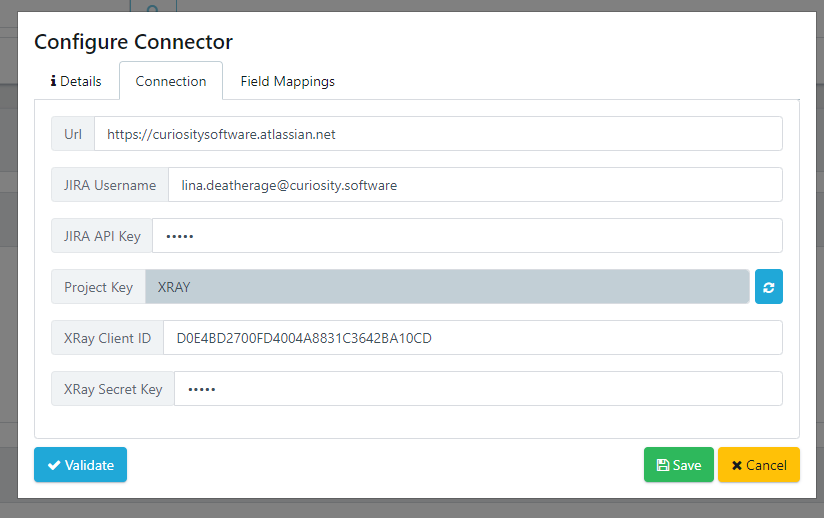 Configure Connector
Details Connection Field Mappings
Url https://curiositysoftware.atlassian.net
JIRA Username lina.deatherage@curiosity.software
JIRA API Key •••••
Project Key XRAY
XRay Client ID D0E4BD2700FD4004A8831C3642BA10CD
XRay Secret Key •••••
Validate Save Cancel